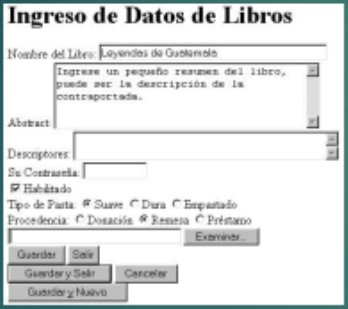 Ingreso de Datos de Libros
Nombre del Libro: Leyendas de Guatemala
Ingrese un pequeño resumen del libro,
puede ser la descripción de la
contraportada.
Abstract:
Descriptores:
Su Contraseña:
Habilitado
Tipo de Pasta: Suave Dura Empastado
Procedencia: Donación Remesa Préstamo
Examinar...
Guardar Salir
Guardar y Salir Cancelar
Guardar y Nuevo